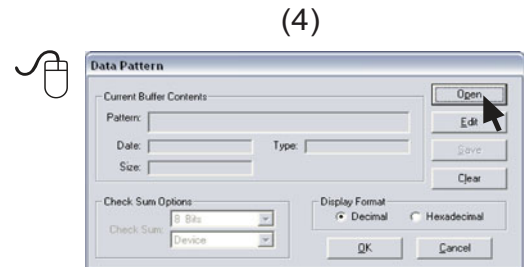 (4)
Data Pattern
Current Buffer Contents
Pattern:
Date: Type:
Size:
Open
Edit
Save
Clear
Check Sum Options
Check Sum: 8 Bits
Device
Display Format
Decimal Hexadecimal
OK Cancel